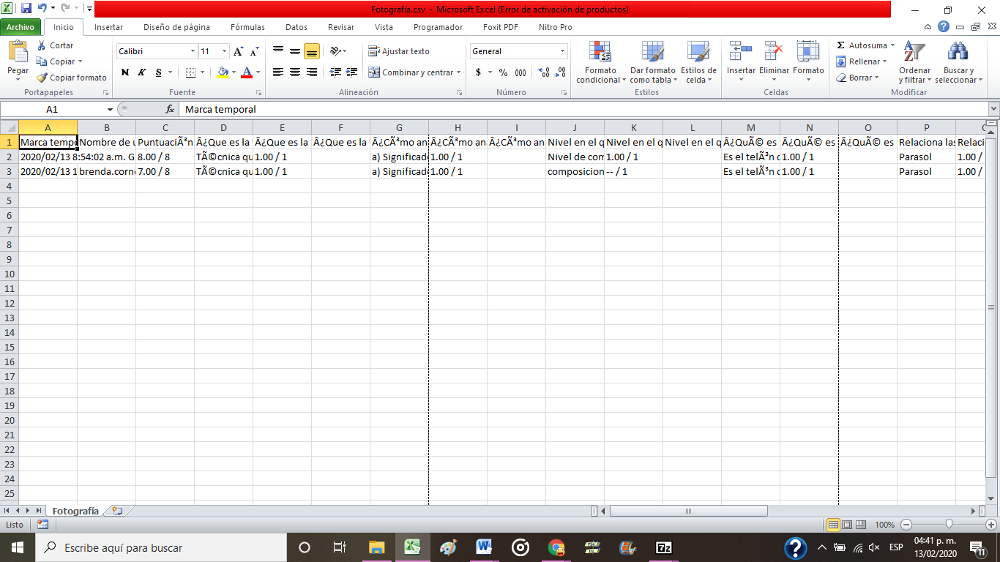 Fotografía.csv - Microsoft Excel (Error de activación de productos)
Archivo Inicio Insertar Diseño de página Fórmulas Datos Revisar Vista Programador Foxit PDF Nitro Pro
Pegar
Cortar
Copiar
Copiar formato
Portapapeles
Calibri 11
N K S
Fuente
Ajustar texto
Combinar y centrar
Alineación
General
$ % 000
Número
Formato condicional
Dar formato como tabla
Estilos de celda
Estilos
Insertar Eliminar Formato
Celdas
Autosuma
Rellenar
Borrar
Ordenar y filtrar
Buscar y seleccionar
Modificar
A1 fx Marca temporal
A B C D E F G H I J K L M N O P
1 Marca tempo Nombre de u PuntuaciÃ³n Â¿Que es la Â¿Que es la Â¿Que es la Â¿CÃ³mo an Â¿CÃ³mo an Â¿CÃ³mo an Nivel en el q Nivel en el q Nivel en el q Â¿QuÃ© es Â¿QuÃ© es Â¿QuÃ© es Relaciona las Relaci
2 2020/02/13 8:54:02 a.m. G 8.00 / 8 TÃ©cnica qu 1.00 / 1 a) Significado 1.00 / 1 Nivel de com 1.00 / 1 Es el telÃ³n d 1.00 / 1 Parasol 1.00 /
3 2020/02/13 1 brenda.corne 7.00 / 8 TÃ©cnica qu 1.00 / 1 a) Significado 1.00 / 1 composicion -- / 1 Es el telÃ³n d 1.00 / 1 Parasol 1.00 /
4
5
6
7
8
9
10
11
12
13
14
15
16
17
18
19
20
21
22
23
24
25
Fotografía
Listo 100%
Escribe aquí para buscar
ESP
04:41 p. m.
13/02/2020
11